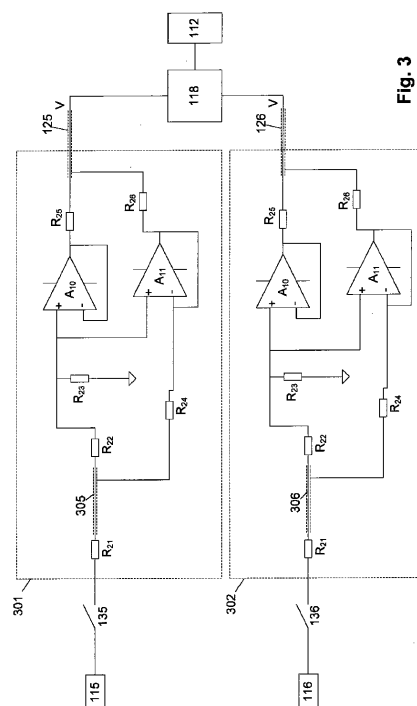 301
115
135
R21
305
R22
R23
R24
+
-
A10
+
-
A11
R25
R26
125
V
118
112
302
116
136
R21
306
R22
R23
R24
+
-
A10
+
-
A11
R25
R26
126
V
Fig. 3